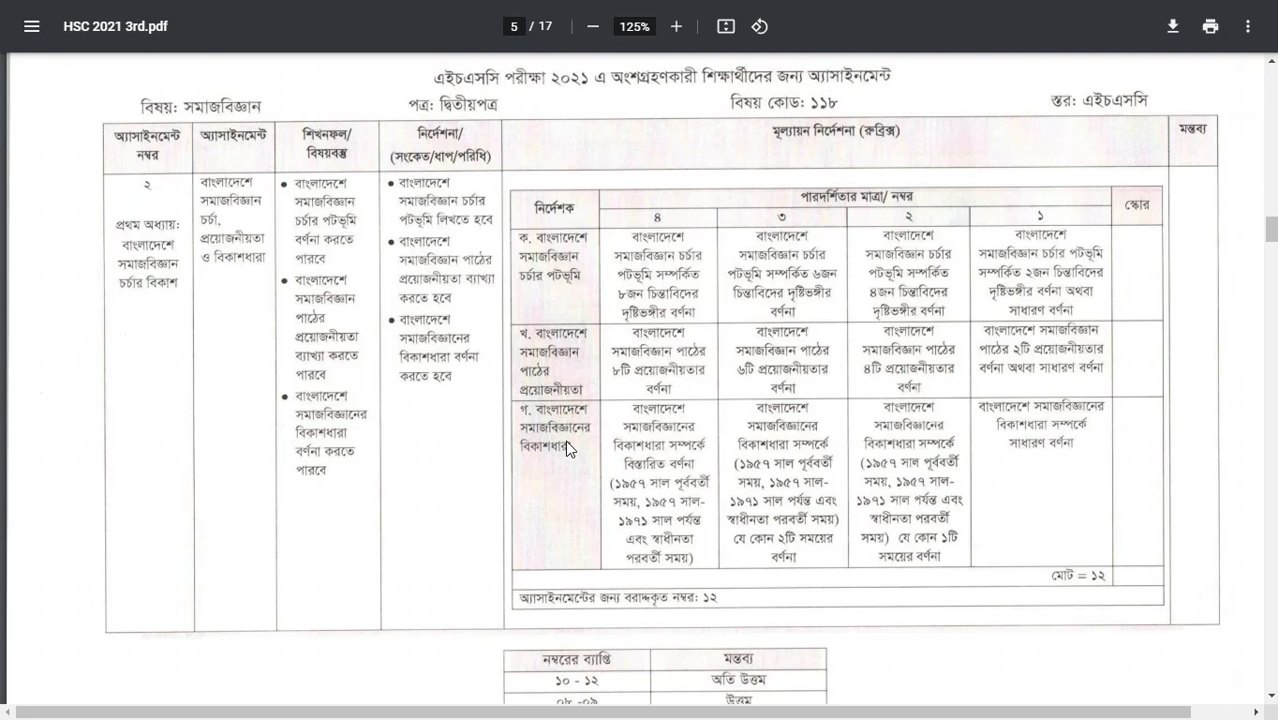 HSC 2021 3rd.pdf
5 / 17
125%
এইচএসসি পরীক্ষা ২০২১ এ অংশগ্রহণকারী শিক্ষার্থীদের জন্য অ্যাসাইনমেন্ট
বিষয়: সমাজবিজ্ঞান পত্র: দ্বিতীয়পত্র বিষয় কোড: ১১৮ স্তর: এইচএসসি
অ্যাসাইনমেন্ট
নম্বর
অ্যাসাইনমেন্ট
শিখনফল/
বিষয়বস্তু
নির্দেশনা/
(সংকেত/ধাপ/পরিধি)
মূল্যায়ন নির্দেশনা (রুব্রিক্স)
মন্তব্য
২
প্রথম অধ্যায়:
বাংলাদেশে
সমাজবিজ্ঞান
চর্চার বিকাশ
বাংলাদেশে
সমাজবিজ্ঞান
চর্চা,
প্রয়োজনীয়তা
ও বিকাশধারা
• বাংলাদেশে
সমাজবিজ্ঞান
চর্চার পটভূমি
বর্ণনা করতে
পারবে
• বাংলাদেশে
সমাজবিজ্ঞান
পাঠের
প্রয়োজনীয়তা
ব্যাখ্যা করতে
পারবে
• বাংলাদেশে
সমাজবিজ্ঞানের
বিকাশধারা
বর্ণনা করতে
পারবে
• বাংলাদেশে
সমাজবিজ্ঞান চর্চার
পটভূমি লিখতে হবে
• বাংলাদেশে
সমাজবিজ্ঞান পাঠের
প্রয়োজনীয়তা ব্যাখ্যা
করতে হবে
• বাংলাদেশে
সমাজবিজ্ঞানের
বিকাশধারা বর্ণনা
করতে হবে
নির্দেশক
পারদর্শিতার মাত্রা/ নম্বর
স্কোর
৪ ৩ ২ ১
ক. বাংলাদেশে
সমাজবিজ্ঞান
চর্চার পটভূমি
বাংলাদেশে
সমাজবিজ্ঞান চর্চার
পটভূমি সম্পর্কিত
৮জন চিন্তাবিদের
দৃষ্টিভঙ্গীর বর্ণনা
বাংলাদেশে
সমাজবিজ্ঞান চর্চার
পটভূমি সম্পর্কিত ৬জন
চিন্তাবিদের দৃষ্টিভঙ্গীর
বর্ণনা
বাংলাদেশে
সমাজবিজ্ঞান চর্চার
পটভূমি সম্পর্কিত
৪জন চিন্তাবিদের
দৃষ্টিভঙ্গীর বর্ণনা
বাংলাদেশে
সমাজবিজ্ঞান চর্চার পটভূমি
সম্পর্কিত ২জন চিন্তাবিদের
দৃষ্টিভঙ্গীর বর্ণনা অথবা
সাধারণ বর্ণনা
খ. বাংলাদেশে
সমাজবিজ্ঞান
পাঠের
প্রয়োজনীয়তা
বাংলাদেশে
সমাজবিজ্ঞান পাঠের
৮টি প্রয়োজনীয়তার
বর্ণনা
বাংলাদেশে
সমাজবিজ্ঞান পাঠের
৬টি প্রয়োজনীয়তার
বর্ণনা
বাংলাদেশে
সমাজবিজ্ঞান পাঠের
৪টি প্রয়োজনীয়তার
বর্ণনা
বাংলাদেশে সমাজবিজ্ঞান
পাঠের ২টি প্রয়োজনীয়তার
বর্ণনা অথবা সাধারণ বর্ণনা
গ. বাংলাদেশে
সমাজবিজ্ঞানের
বিকাশধারা
বাংলাদেশে
সমাজবিজ্ঞানের
বিকাশধারা সম্পর্কে
বিস্তারিত বর্ণনা
(১৯৫৭ সাল পূর্ববর্তী
সময়, ১৯৫৭ সাল-
১৯৭১ সাল পর্যন্ত
এবং স্বাধীনতা
পরবর্তী সময়)
বাংলাদেশে
সমাজবিজ্ঞানের
বিকাশধারা সম্পর্কে
(১৯৫৭ সাল পূর্ববর্তী
সময়, ১৯৫৭ সাল-
১৯৭১ সাল পর্যন্ত এবং
স্বাধীনতা পরবর্তী সময়)
যে কোন ২টি সময়ের
বর্ণনা
বাংলাদেশে
সমাজবিজ্ঞানের
বিকাশধারা সম্পর্কে
(১৯৫৭ সাল পূর্ববর্তী
সময়, ১৯৫৭ সাল-
১৯৭১ সাল পর্যন্ত এবং
স্বাধীনতা পরবর্তী
সময়) যে কোন ১টি
সময়ের বর্ণনা
বাংলাদেশে সমাজবিজ্ঞানের
বিকাশধারা সম্পর্কে
সাধারণ বর্ণনা
মোট = ১২
অ্যাসাইনমেন্টের জন্য বরাদ্দকৃত নম্বর: ১২
নম্বরের ব্যাপ্তি মন্তব্য
১০ - ১২ অতি উত্তম
০৮ -০৯ উত্তম